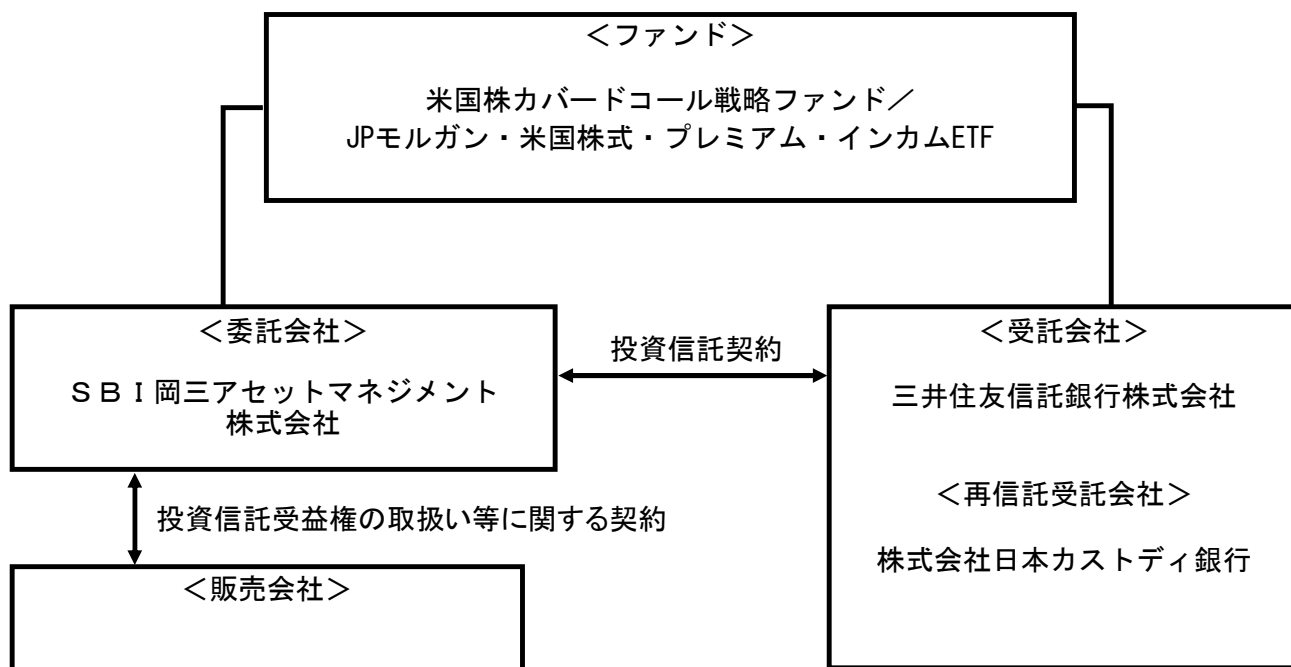 ＜ファンド＞
米国株カバードコール戦略ファンド／
JPモルガン・米国株式・プレミアム・インカムETF
＜委託会社＞
ＳＢＩ岡三アセットマネジメント
株式会社
投資信託契約
＜受託会社＞
三井住友信託銀行株式会社
＜再信託受託会社＞
株式会社日本カストディ銀行
投資信託受益権の取扱い等に関する契約
＜販売会社＞